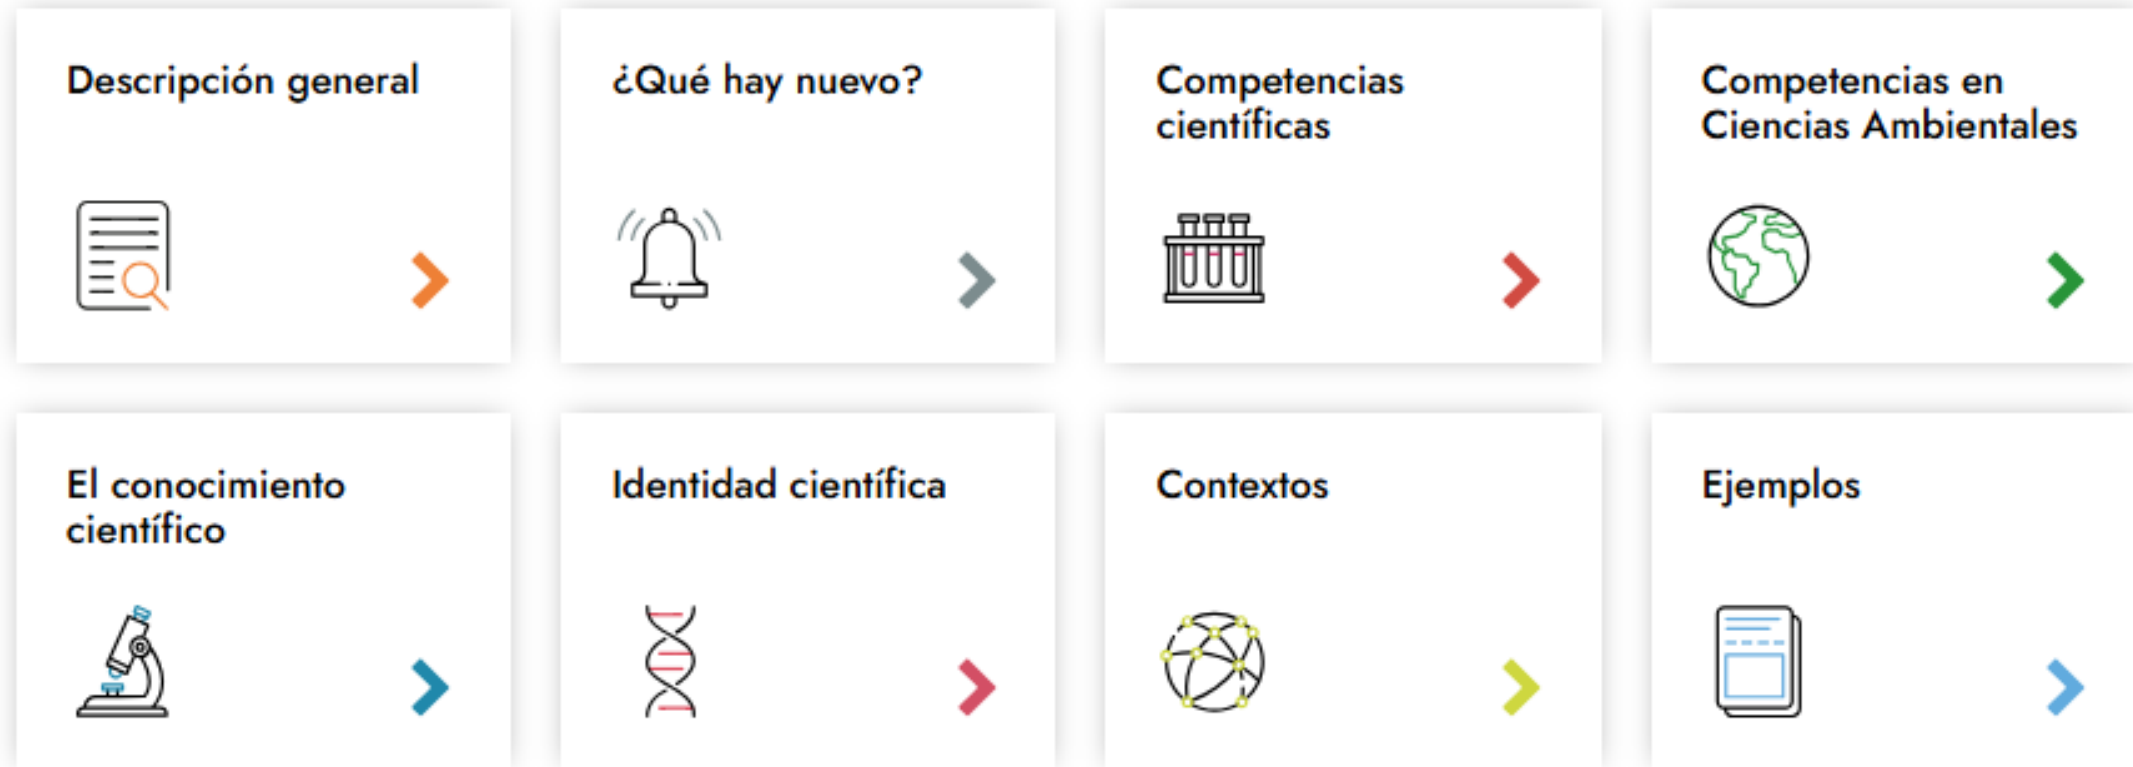 Descripción general
¿Qué hay nuevo?
Competencias
científicas
Competencias en
Ciencias Ambientales
El conocimiento
científico
Identidad científica
Contextos
Ejemplos